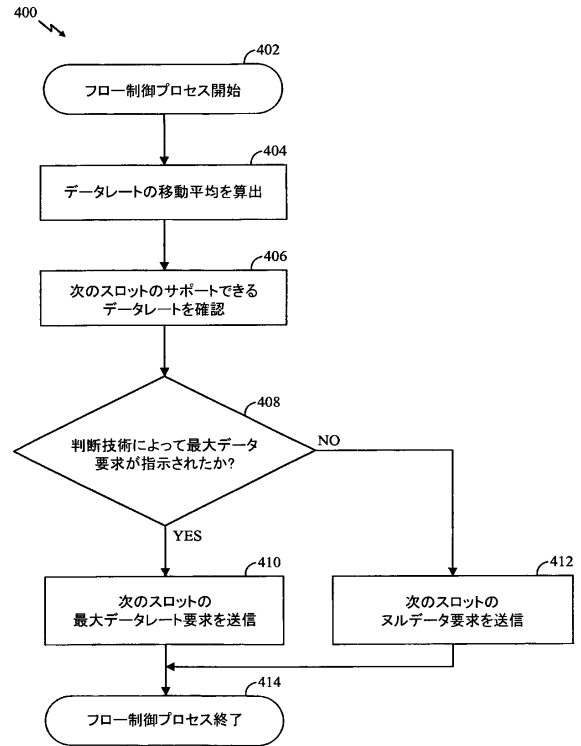 400
402
フロー制御プロセス開始
404
データレートの移動平均を算出
406
次のスロットのサポートできる
データレートを確認
408
判断技術によって最大データ
要求が指示されたか?
NO
YES
410
次のスロットの
最大データレート要求を送信
412
次のスロットの
ヌルデータ要求を送信
414
フロー制御プロセス終了